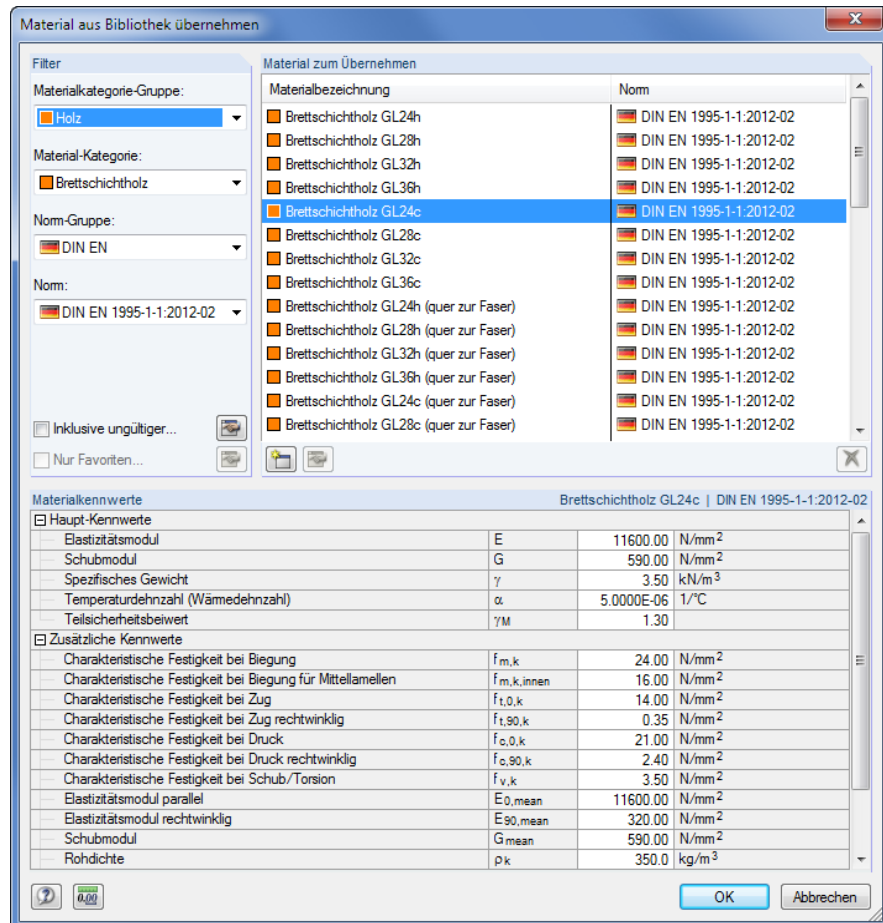 Material aus Bibliothek übernehmen
Filter
Materialkategorie-Gruppe:
Holz
Material-Kategorie:
Brettschichtholz
Norm-Gruppe:
DIN EN
Norm:
DIN EN 1995-1-1:2012-02
Inklusive ungültiger...
Nur Favoriten...
Material zum Übernehmen
Materialbezeichnung Norm
Brettschichtholz GL24h DIN EN 1995-1-1:2012-02
Brettschichtholz GL28h DIN EN 1995-1-1:2012-02
Brettschichtholz GL32h DIN EN 1995-1-1:2012-02
Brettschichtholz GL36h DIN EN 1995-1-1:2012-02
Brettschichtholz GL24c DIN EN 1995-1-1:2012-02
Brettschichtholz GL28c DIN EN 1995-1-1:2012-02
Brettschichtholz GL32c DIN EN 1995-1-1:2012-02
Brettschichtholz GL36c DIN EN 1995-1-1:2012-02
Brettschichtholz GL24h (quer zur Faser) DIN EN 1995-1-1:2012-02
Brettschichtholz GL28h (quer zur Faser) DIN EN 1995-1-1:2012-02
Brettschichtholz GL32h (quer zur Faser) DIN EN 1995-1-1:2012-02
Brettschichtholz GL36h (quer zur Faser) DIN EN 1995-1-1:2012-02
Brettschichtholz GL24c (quer zur Faser) DIN EN 1995-1-1:2012-02
Brettschichtholz GL28c (quer zur Faser) DIN EN 1995-1-1:2012-02
Materialkennwerte Brettschichtholz GL24c | DIN EN 1995-1-1:2012-02
Haupt-Kennwerte
Elastizitätsmodul E 11600.00 N/mm²
Schubmodul G 590.00 N/mm²
Spezifisches Gewicht γ 3.50 kN/m³
Temperaturdehnzahl (Wärmedehnzahl) α 5.0000E-06 1/°C
Teilsicherheitsbeiwert γM 1.30
Zusätzliche Kennwerte
Charakteristische Festigkeit bei Biegung fm,k 24.00 N/mm²
Charakteristische Festigkeit bei Biegung für Mittellamellen fm,k,innen 16.00 N/mm²
Charakteristische Festigkeit bei Zug ft,0,k 14.00 N/mm²
Charakteristische Festigkeit bei Zug rechtwinklig ft,90,k 0.35 N/mm²
Charakteristische Festigkeit bei Druck fc,0,k 21.00 N/mm²
Charakteristische Festigkeit bei Druck rechtwinklig fc,90,k 2.40 N/mm²
Charakteristische Festigkeit bei Schub/Torsion fv,k 3.50 N/mm²
Elastizitätsmodul parallel E0,mean 11600.00 N/mm²
Elastizitätsmodul rechtwinklig E90,mean 320.00 N/mm²
Schubmodul Gmean 590.00 N/mm²
Rohdichte ρk 350.0 kg/m³
0.00 OK Abbrechen